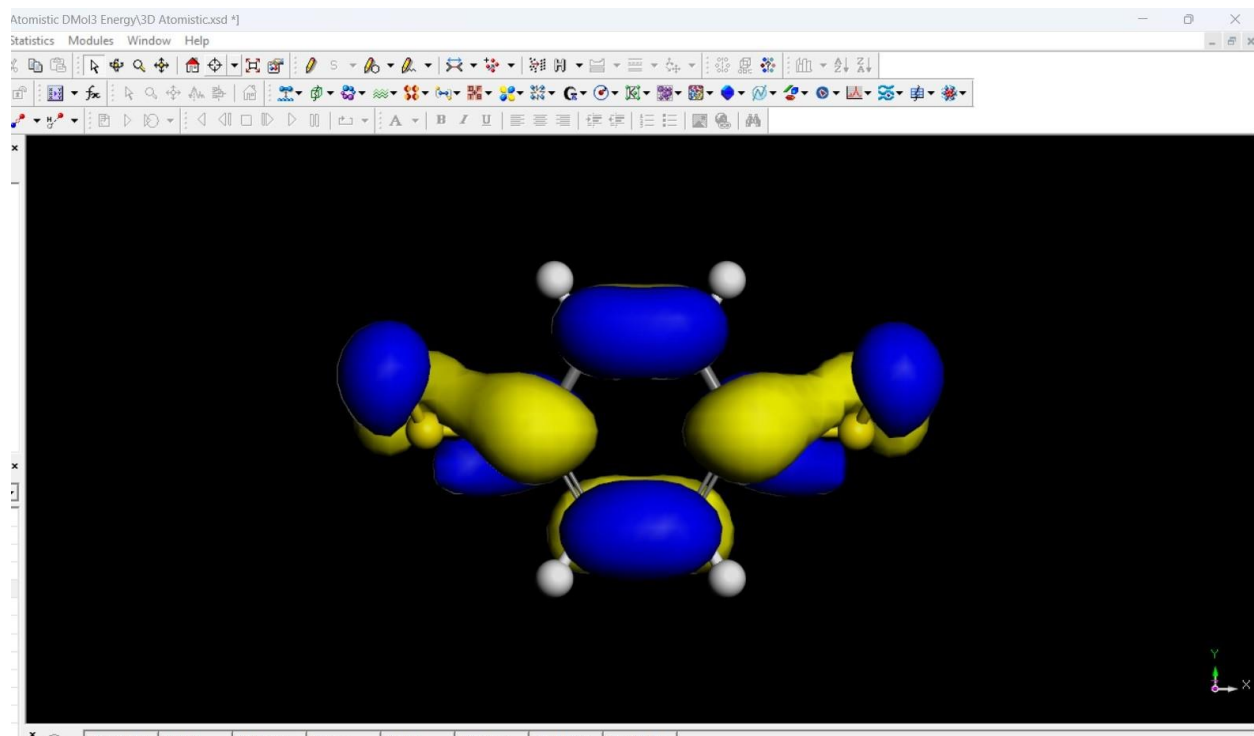 Atomistic DMol3 Energy\3D Atomistic.xsd *]
Statistics Modules Window Help
A B I U
Y
X